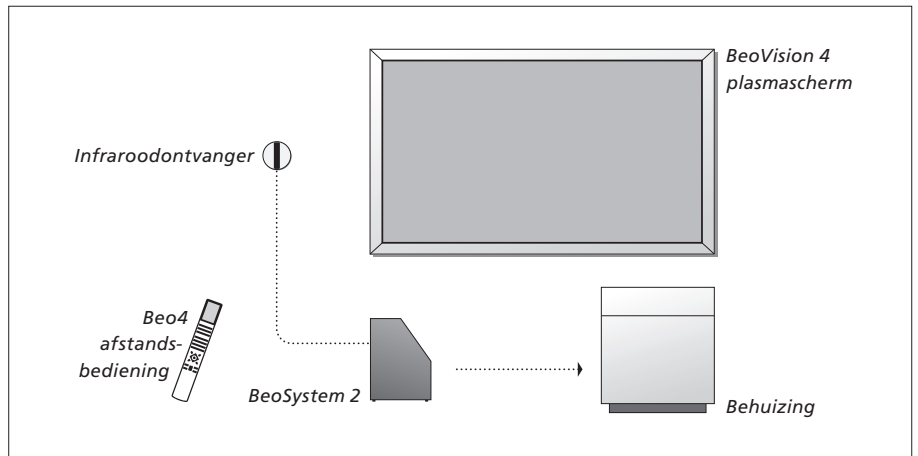 BeoVision 4
plasmascherm
Infraroodontvanger
Beo4
afstands-
bediening
BeoSystem 2
Behuizing